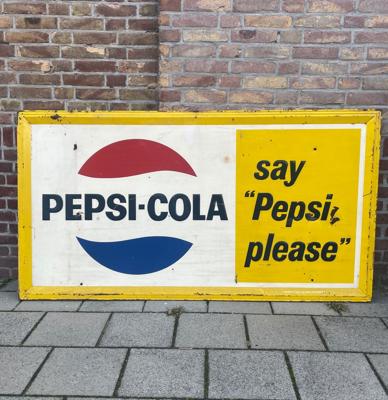 PEPSI-COLA
say
"Pepsi,
please"